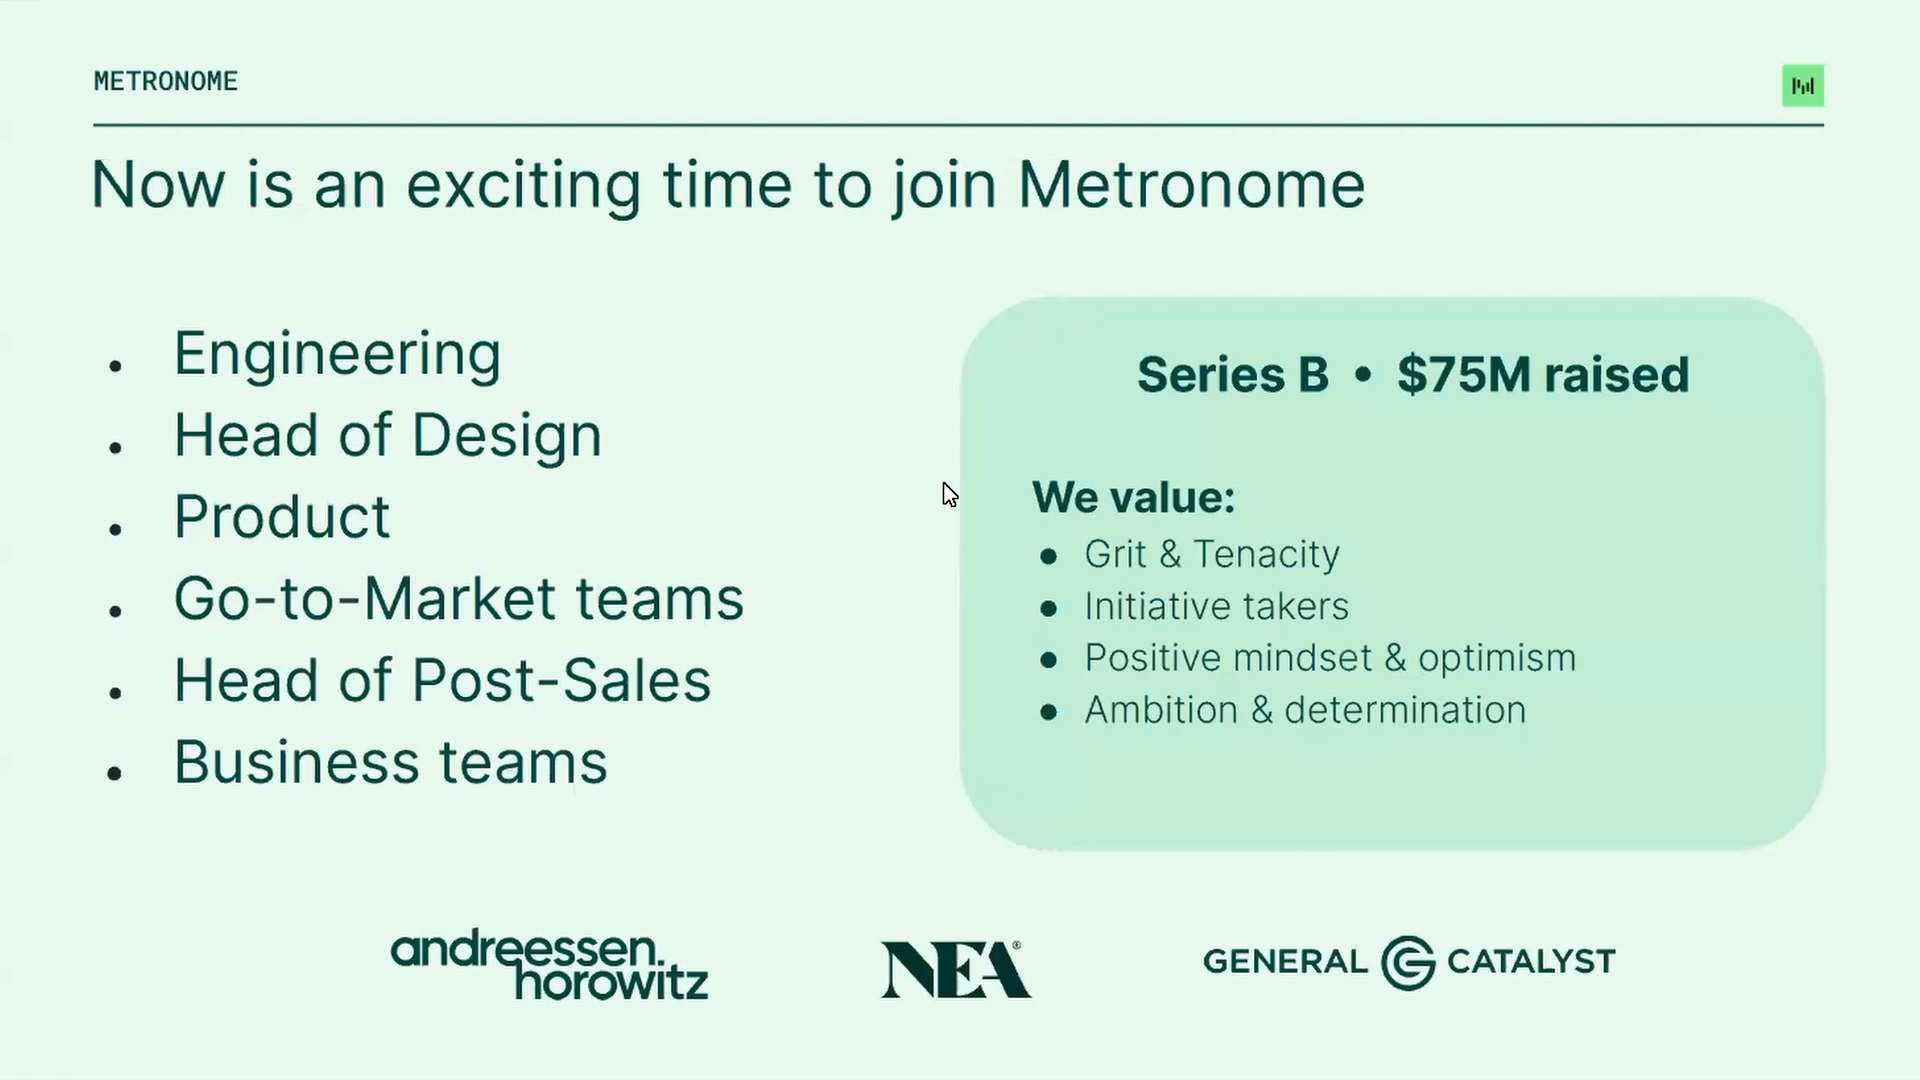 METRONOME
Now is an exciting time to join Metronome
• Engineering
• Head of Design
• Product
• Go-to-Market teams
• Head of Post-Sales
• Business teams
Series B • $75M raised
We value:
• Grit & Tenacity
• Initiative takers
• Positive mindset & optimism
• Ambition & determination
andreessen.
horowitz
NEA®
GENERAL CATALYST